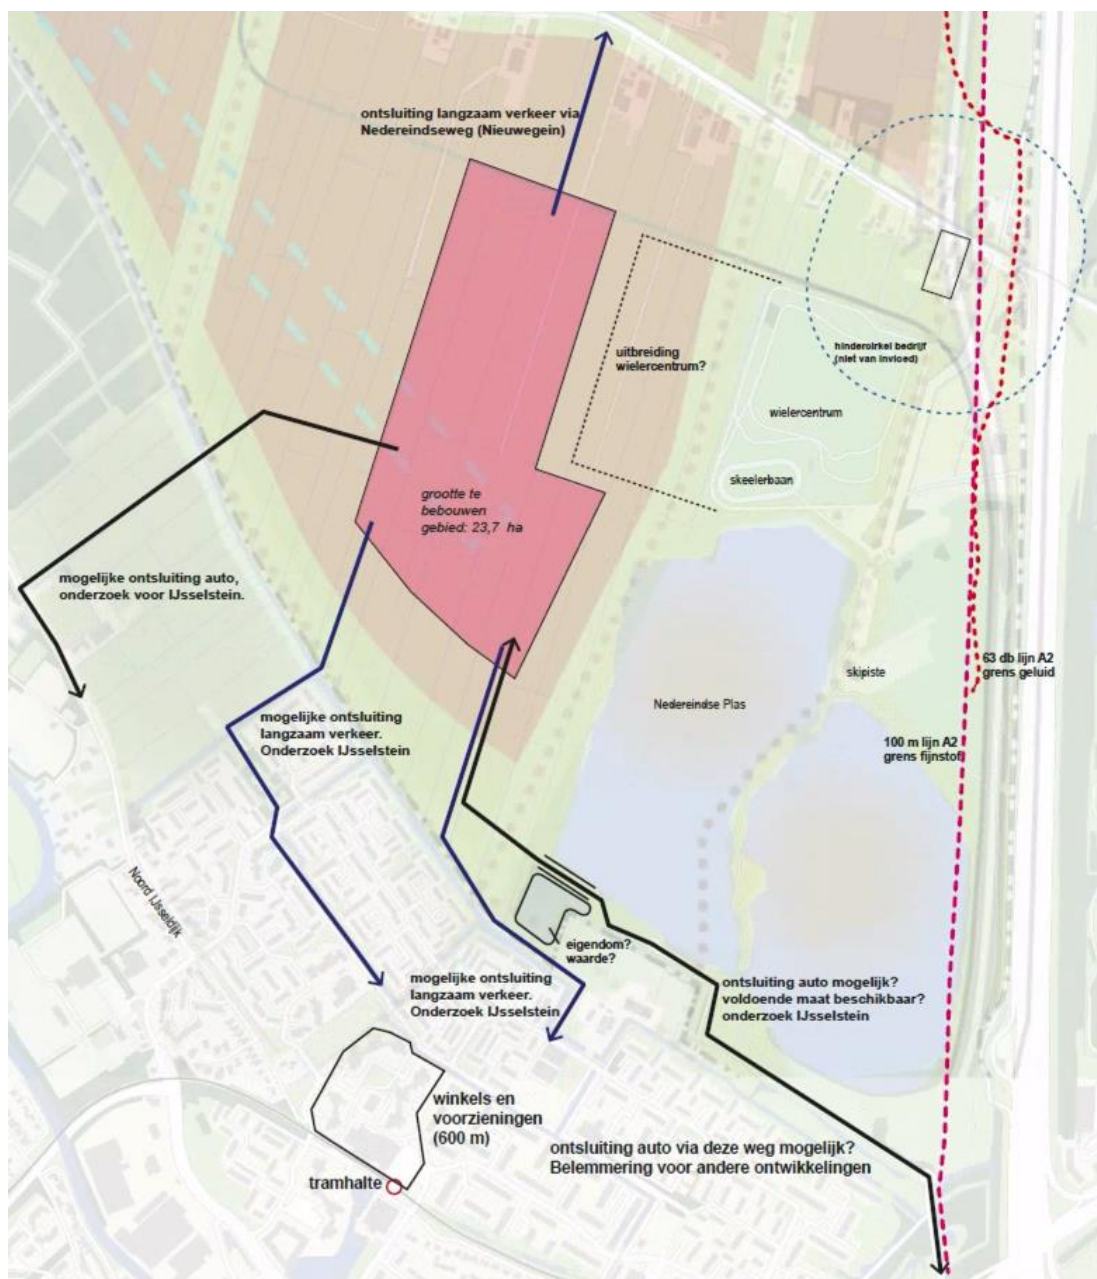 ontsluiting langzaam verkeer via
Nedereindseweg (Nieuwegein)
uitbreiding
wielercentrum?
hindercirkel bedrijf
(niet van invloed)
wielercentrum
skeelerbaan
grootte te
bebouwen
gebied: 23,7 ha
mogelijke ontsluiting auto,
onderzoek voor IJsselstein.
63 db lijn A2
grens geluid
skipiste
Nedereindse Plas
mogelijke ontsluiting
langzaam verkeer.
Onderzoek IJsselstein
100 m lijn A2
grens fijnstof
Noord IJsseldijk
eigendom?
waarde?
mogelijke ontsluiting
langzaam verkeer.
Onderzoek IJsselstein
ontsluiting auto mogelijk?
voldoende maat beschikbaar?
onderzoek IJsselstein
winkels en
voorzieningen
(600 m)
ontsluiting auto via deze weg mogelijk?
Belemmering voor andere ontwikkelingen
tramhalte